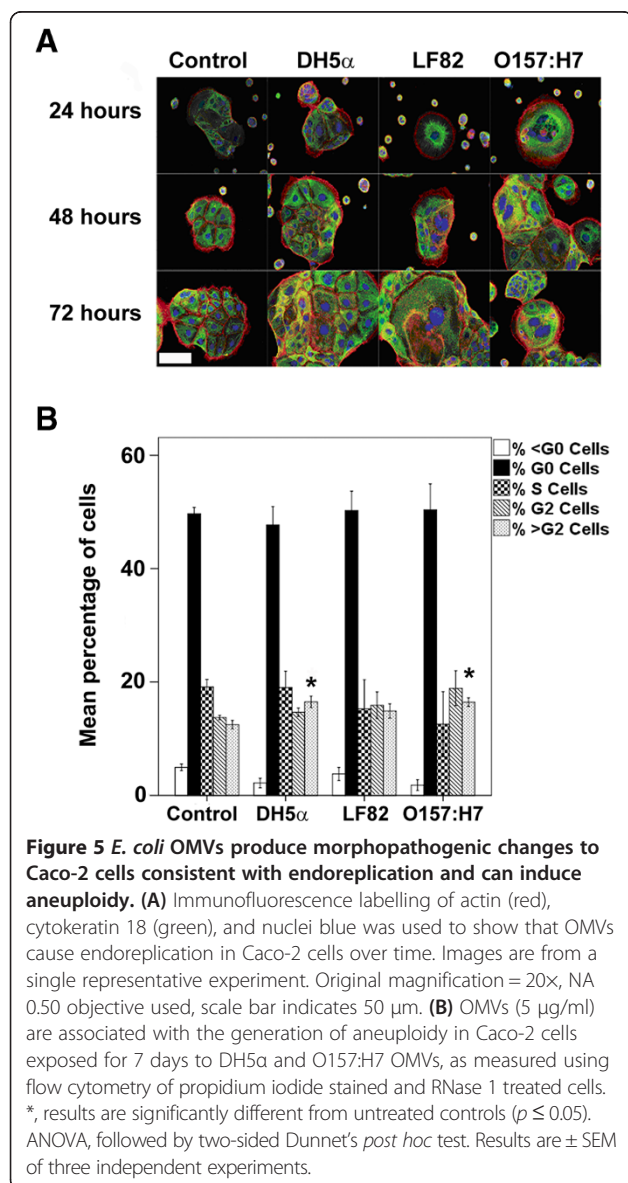 A
Control DH5α LF82 O157:H7
24 hours
48 hours
72 hours
B
60
40
20
0
Mean percentage of cells
% <G0 Cells
% G0 Cells
% S Cells
% G2 Cells
% >G2 Cells
*
*
Control DH5α LF82 O157:H7
Figure 5 E. coli OMVs produce morphopathogenic changes to
Caco-2 cells consistent with endoreplication and can induce
aneuploidy. (A) Immunofluorescence labelling of actin (red),
cytokeratin 18 (green), and nuclei blue was used to show that OMVs
cause endoreplication in Caco-2 cells over time. Images are from a
single representative experiment. Original magnification = 20×, NA
0.50 objective used, scale bar indicates 50 μm. (B) OMVs (5 μg/ml)
are associated with the generation of aneuploidy in Caco-2 cells
exposed for 7 days to DH5α and O157:H7 OMVs, as measured using
flow cytometry of propidium iodide stained and RNase 1 treated cells.
*, results are significantly different from untreated controls (p ≤ 0.05).
ANOVA, followed by two-sided Dunnet's post hoc test. Results are ± SEM
of three independent experiments.